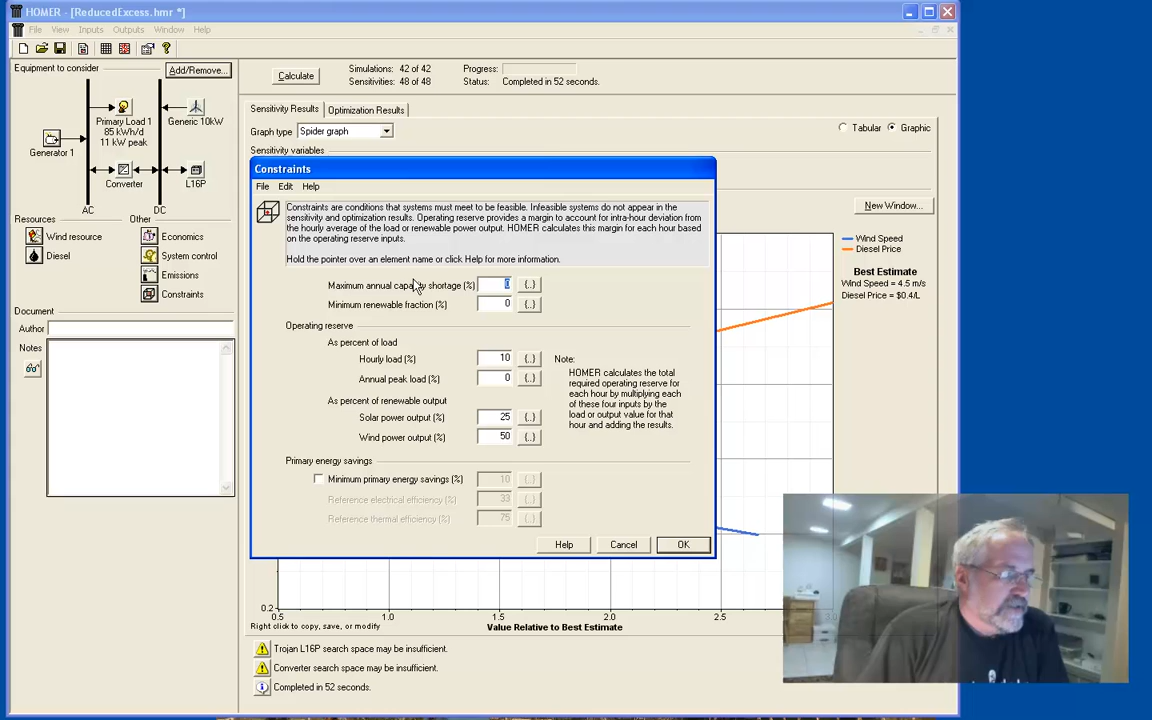 HOMER - [ReducedExcess.hmr *]
File View Inputs Outputs Window Help
Equipment to consider
Add/Remove...
Primary Load 1
85 kWh/d
11 kW peak
Generic 10kW
Generator 1
Converter
L16P
AC
DC
Resources
Other
Wind resource
Economics
Diesel
System control
Emissions
Constraints
Document
Author
Notes
Calculate
Simulations: 42 of 42
Progress:
Sensitivities: 48 of 48
Status: Completed in 52 seconds.
Sensitivity Results
Optimization Results
Graph type
Spider graph
Tabular
Graphic
Sensitivity variables
New Window...
Constraints
File Edit Help
Constraints are conditions that systems must meet to be feasible. Infeasible systems do not appear in the
sensitivity and optimization results. Operating reserve provides a margin to account for intra-hour deviation from
the hourly average of the load or renewable power output. HOMER calculates this margin for each hour based
on the operating reserve inputs.
Hold the pointer over an element name or click Help for more information.
Maximum annual capacity shortage (%) 0 {..}
Minimum renewable fraction (%) 0 {..}
Operating reserve
As percent of load
Hourly load (%) 10 {..}
Annual peak load (%) 0 {..}
As percent of renewable output
Solar power output (%) 25 {..}
Wind power output (%) 50 {..}
Note:
HOMER calculates the total
required operating reserve for
each hour by multiplying each
of these four inputs by the
load or output value for that
hour and adding the results.
Primary energy savings
Minimum primary energy savings (%) 10 {..}
Reference electrical efficiency (%) 33 {..}
Reference thermal efficiency (%) 75 {..}
Help
Cancel
OK
Wind Speed
Diesel Price
Best Estimate
Wind Speed = 4.5 m/s
Diesel Price = $0.4/L
0.2
0.5 1.0 1.5 2.0 2.5 3.0
Right click to copy, save, or modify
Value Relative to Best Estimate
Trojan L16P search space may be insufficient.
Converter search space may be insufficient.
Completed in 52 seconds.